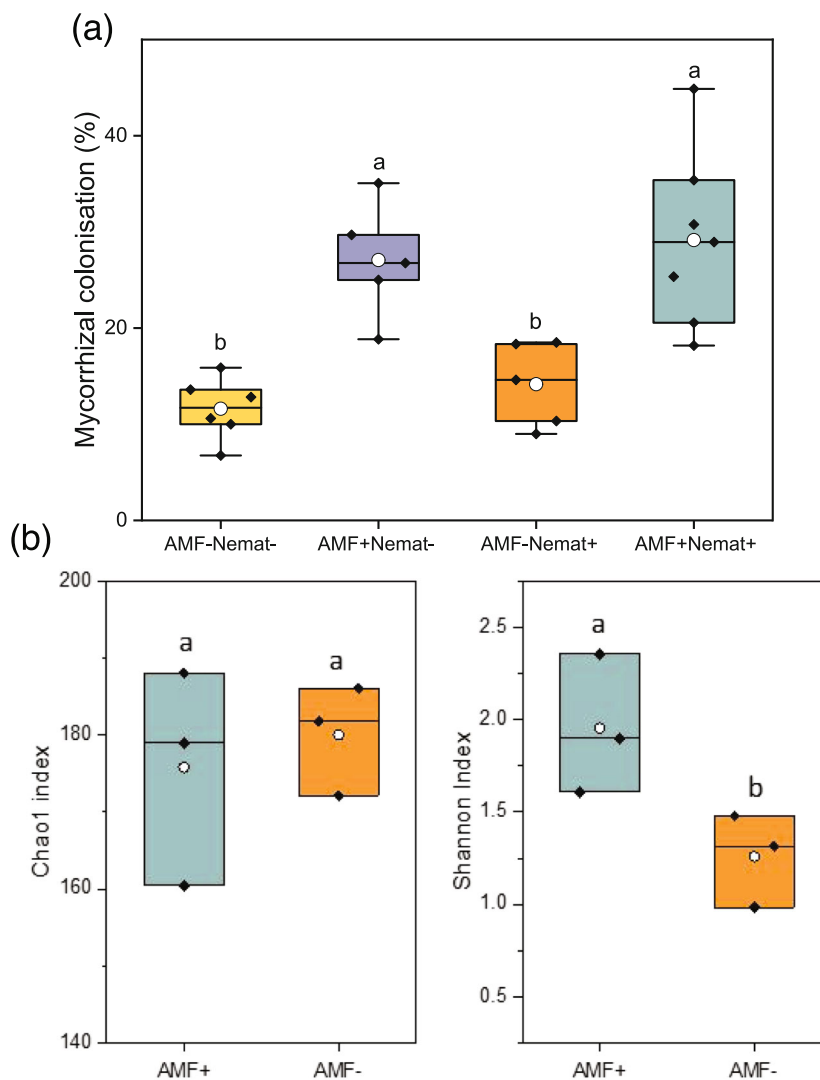 (a)
Mycorrhizal colonisation (%)
40
20
0
b
a
b
a
AMF-Nemat-
AMF+Nemat-
AMF-Nemat+
AMF+Nemat+
(b)
Chao1 index
200
180
160
140
a
a
AMF+
AMF-
Shannon Index
2.5
2.0
1.5
1.0
0.5
a
b
AMF+
AMF-